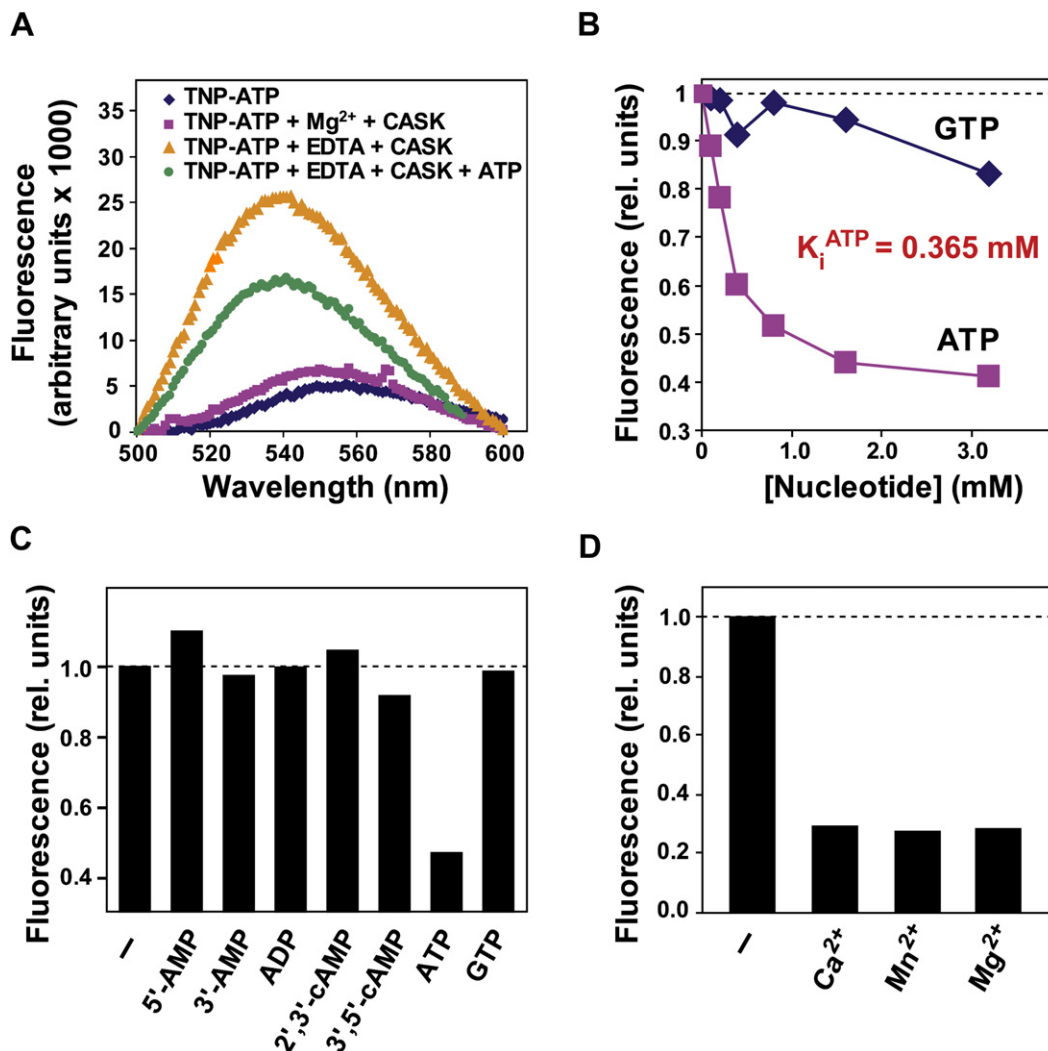 A
Fluorescence
(arbitrary units x 1000)
35
30
25
20
15
10
5
0
TNP-ATP
TNP-ATP + Mg²⁺ + CASK
TNP-ATP + EDTA + CASK
TNP-ATP + EDTA + CASK + ATP
500 520 540 560 580 600
Wavelength (nm)
B
Fluorescence (rel. units)
1
0.9
0.8
0.7
0.6
0.5
0.4
0.3
GTP
Kᵢᴬᵀᴾ = 0.365 mM
ATP
0 1.0 2.0 3.0
[Nucleotide] (mM)
C
Fluorescence (rel. units)
1.0
0.8
0.6
0.4
–
5'-AMP
3'-AMP
ADP
2',3'-cAMP
3',5'-cAMP
ATP
GTP
D
Fluorescence (rel. units)
1.0
0.8
0.6
0.4
0.2
0.0
–
Ca²⁺
Mn²⁺
Mg²⁺